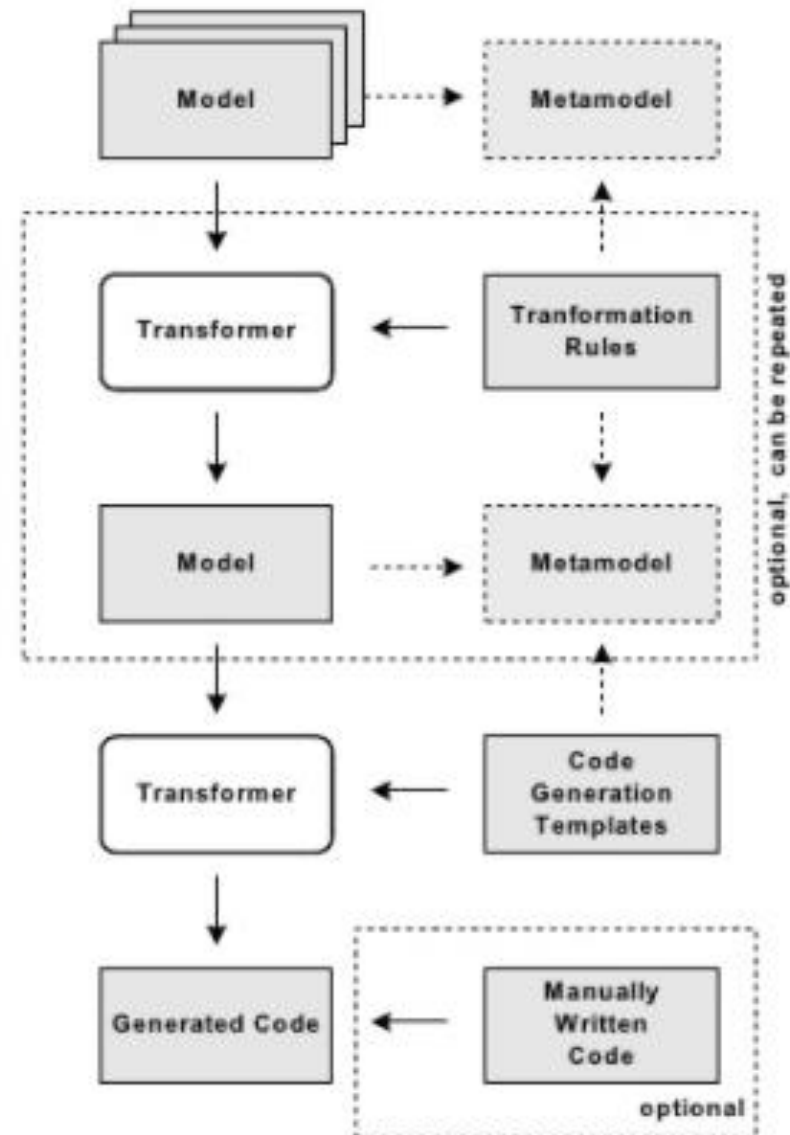 Model
Metamodel
Transformer
Tranformation
Rules
optional, can be repeated
Model
Metamodel
Transformer
Code
Generation
Templates
Generated Code
Manually
Written
Code
optional